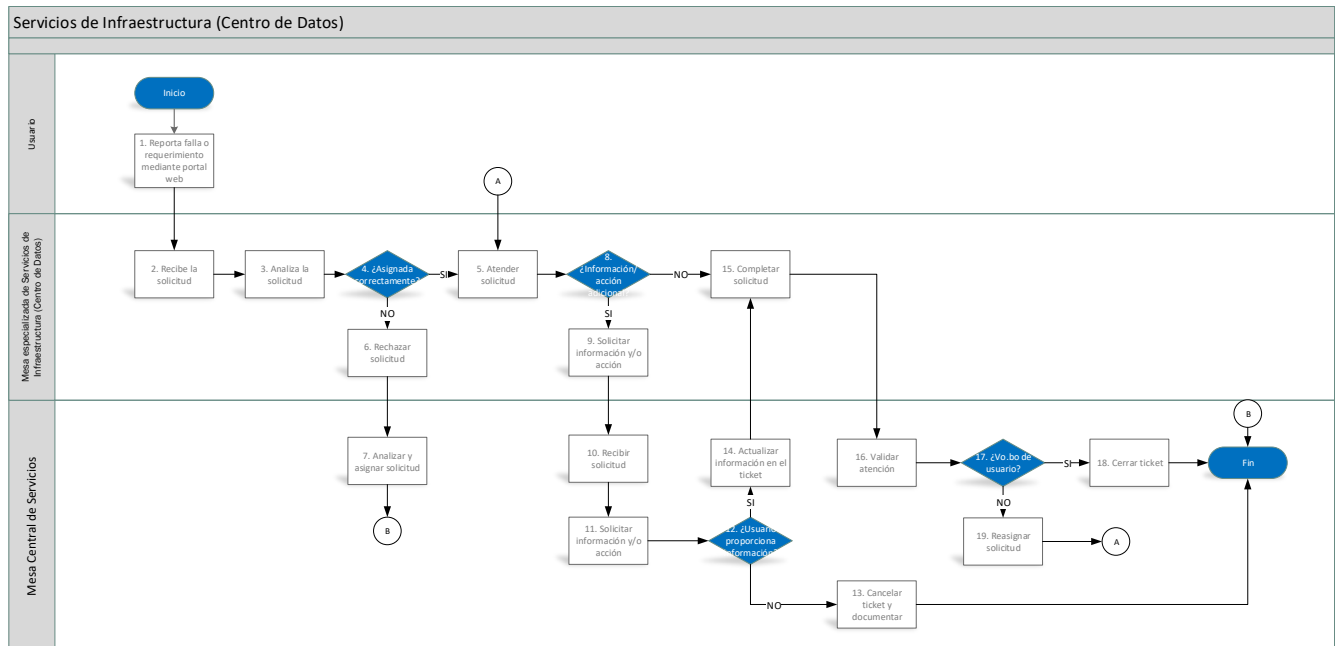 Servicios de Infraestructura (Centro de Datos)
Usuario
Inicio
1. Reporta falla o
requerimiento
mediante portal
web
A
Mesa especializada de Servicios de
Infraestructura (Centro de Datos)
2. Recibe la
solicitud
3. Analiza la
solicitud
4. ¿Asignada
correctamente?
SI
NO
5. Atender
solicitud
8.
¿Información/
acción
adicional
NO
SI
15. Completar
solicitud
6. Rechazar
solicitud
9. Solicitar
información y/o
acción
Mesa Central de Servicios
7. Analizar y
asignar solicitud
B
10. Recibir
solicitud
11. Solicitar
información y/o
acción
14. Actualizar
información en el
ticket
SI
12. ¿Usuario
proporciona
información?
NO
13. Cancelar
ticket y
documentar
16. Validar
atención
17. ¿Vo.bo de
usuario?
SI
NO
18. Cerrar ticket
19. Reasignar
solicitud
A
B
Fin